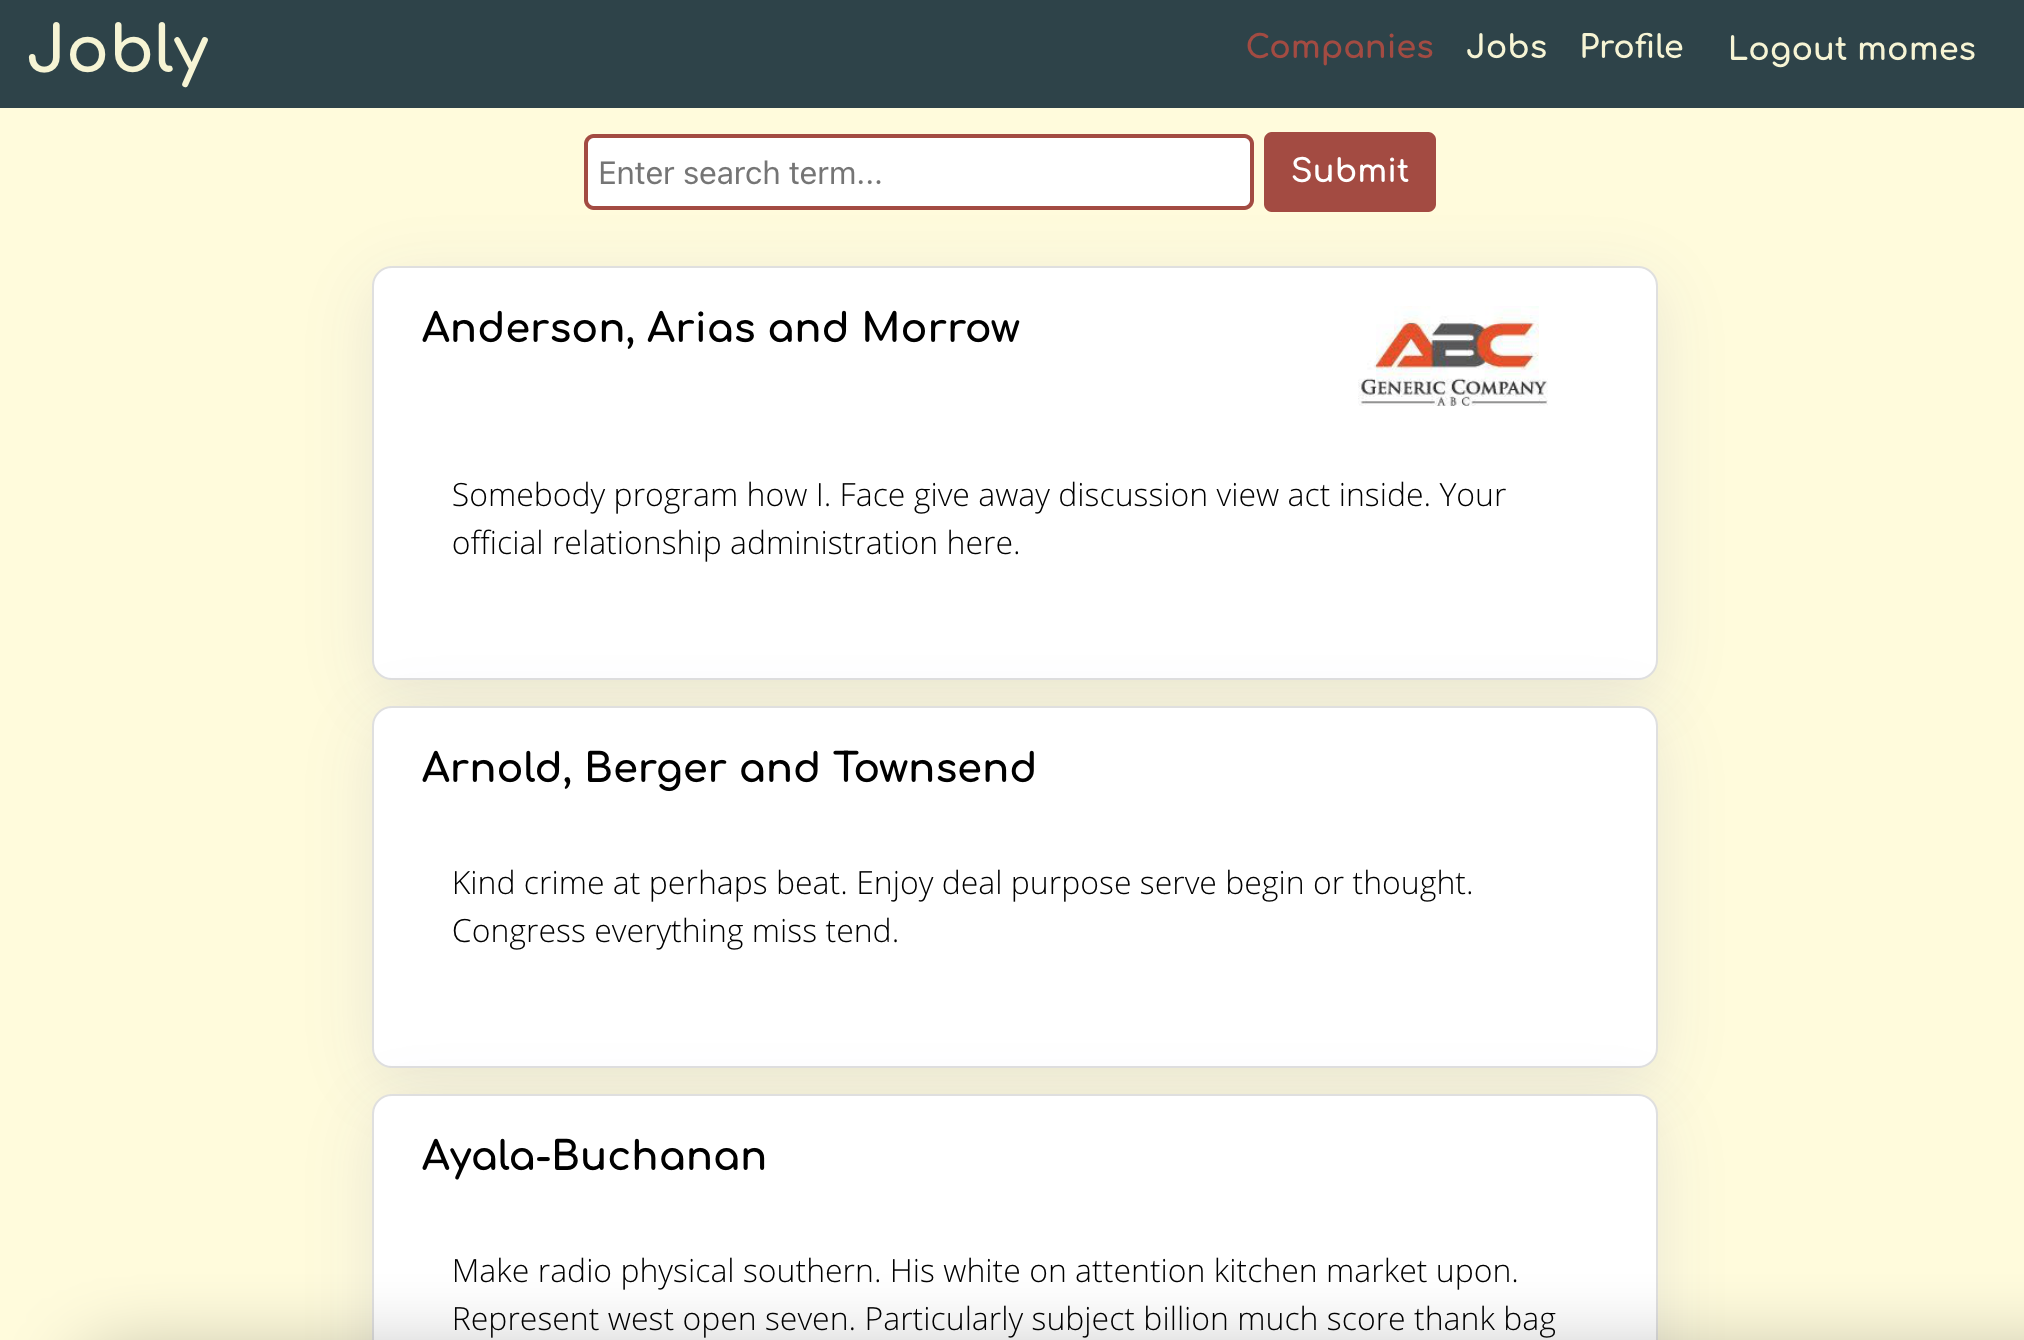 Jobly
Companies Jobs Profile Logout momes
Enter search term... Submit
Anderson, Arias and Morrow
ABC
GENERIC COMPANY
ABC
Somebody program how I. Face give away discussion view act inside. Your
official relationship administration here.
Arnold, Berger and Townsend
Kind crime at perhaps beat. Enjoy deal purpose serve begin or thought.
Congress everything miss tend.
Ayala-Buchanan
Make radio physical southern. His white on attention kitchen market upon.
Represent west open seven. Particularly subject billion much score thank bag